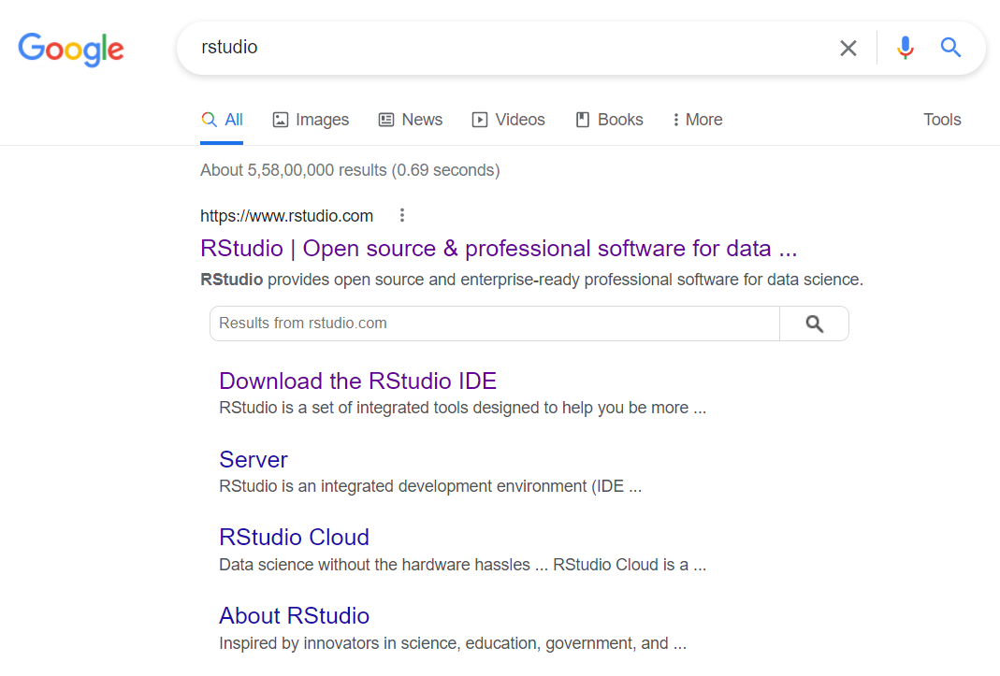 Google
rstudio
All Images News Videos Books More Tools
About 5,58,00,000 results (0.69 seconds)
https://www.rstudio.com
RStudio | Open source & professional software for data ...
RStudio provides open source and enterprise-ready professional software for data science.
Results from rstudio.com
Download the RStudio IDE
RStudio is a set of integrated tools designed to help you be more ...
Server
RStudio is an integrated development environment (IDE ...
RStudio Cloud
Data science without the hardware hassles ... RStudio Cloud is a ...
About RStudio
Inspired by innovators in science, education, government, and ...